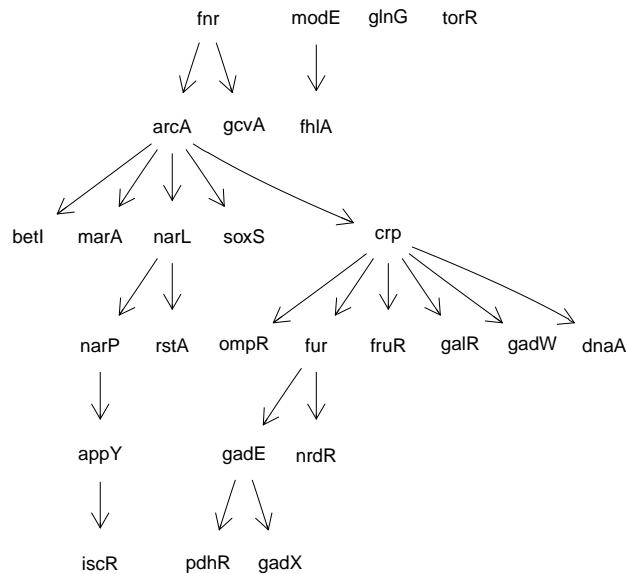 fnr modE glnG torR
arcA gcvA fhlA
betI marA narL soxS crp
narP rstA ompR fur fruR galR gadW dnaA
appY gadE nrdR
iscR pdhR gadX